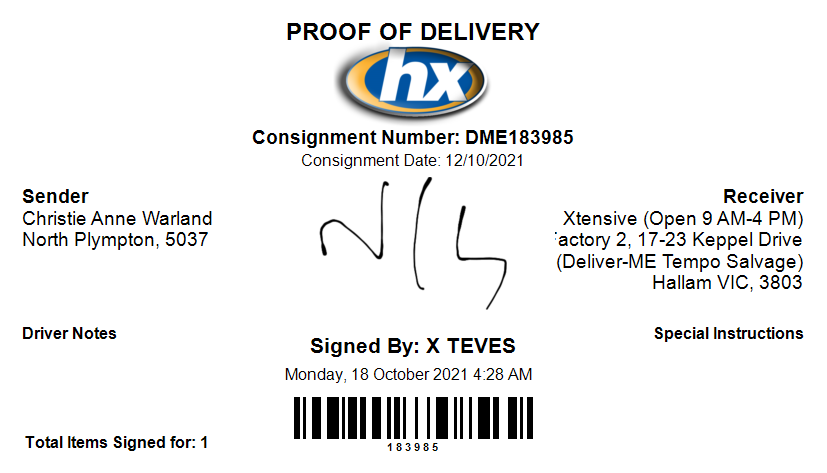 PROOF OF DELIVERY
hx
Consignment Number: DME183985
Consignment Date: 12/10/2021
Sender
Christie Anne Warland
North Plympton, 5037
Receiver
Xtensive (Open 9 AM-4 PM)
actory 2, 17-23 Keppel Drive
(Deliver-ME Tempo Salvage)
Hallam VIC, 3803
Driver Notes
Special Instructions
Signed By: X TEVES
Monday, 18 October 2021 4:28 AM
183985
Total Items Signed for: 1